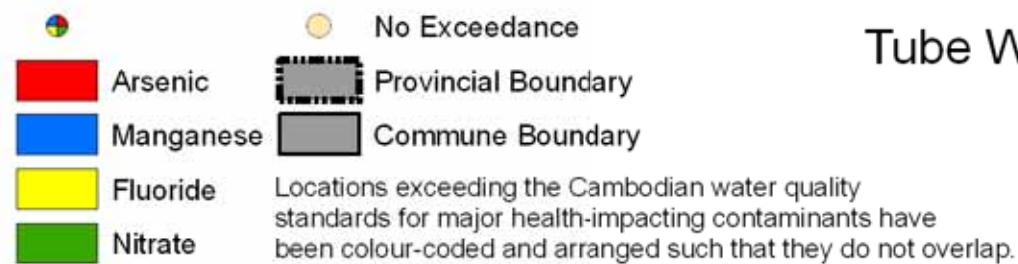 No Exceedance
Tube W
Arsenic
Provincial Boundary
Manganese
Commune Boundary
Fluoride
Nitrate
Locations exceeding the Cambodian water quality
standards for major health-impacting contaminants have
been colour-coded and arranged such that they do not overlap.